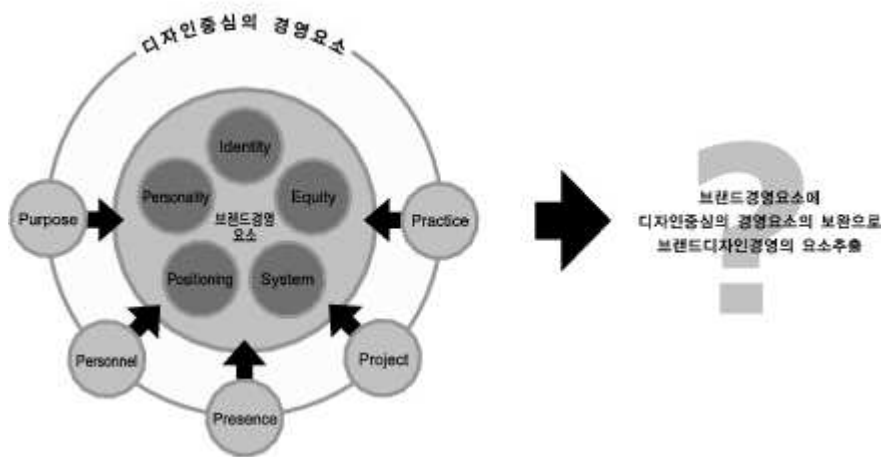 디자인중심의 경영요소
Identity
Personality
Equity
브랜드경영
요소
Positioning
System
Purpose
Practice
Personnel
Project
Presence
?
브랜드경영요소에
디자인중심의 경영요소의 보완으로
브랜드디자인경영의 요소추출